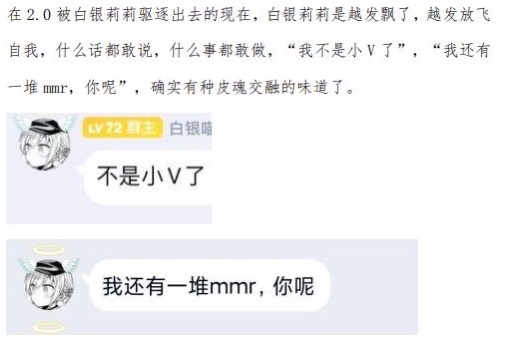 在 2.0 被白银莉莉驱逐出去的现在，白银莉莉是越发飘了，越发放飞
自我，什么话都敢说，什么事都敢做，“我不是小 V 了”，“我还有
一堆 mmr，你呢”，确实有种皮魂交融的味道了。
LV72 群主 白银喵
不是小V了
我还有一堆mmr，你呢